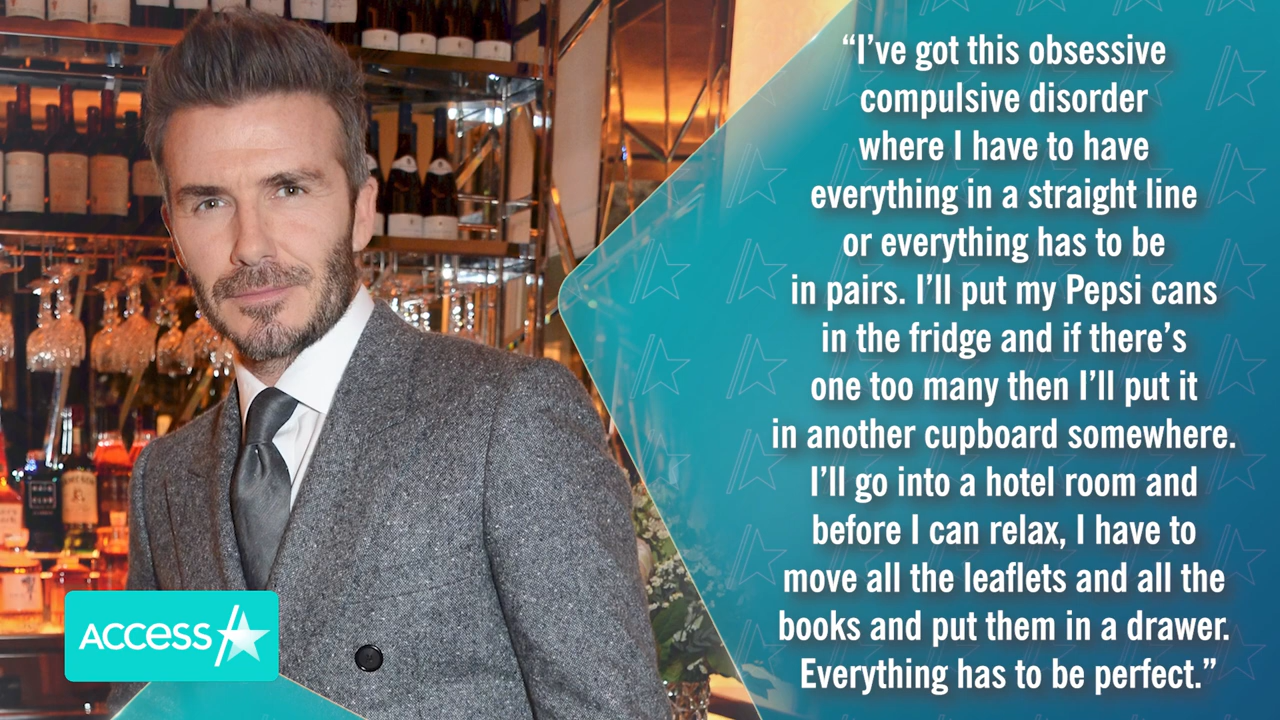 “I’ve got this obsessive
compulsive disorder
where I have to have
everything in a straight line
or everything has to be
in pairs. I’ll put my Pepsi cans
in the fridge and if there’s
one too many then I’ll put it
in another cupboard somewhere.
I’ll go into a hotel room and
before I can relax, I have to
move all the leaflets and all the
books and put them in a drawer.
Everything has to be perfect.”
ACCESS